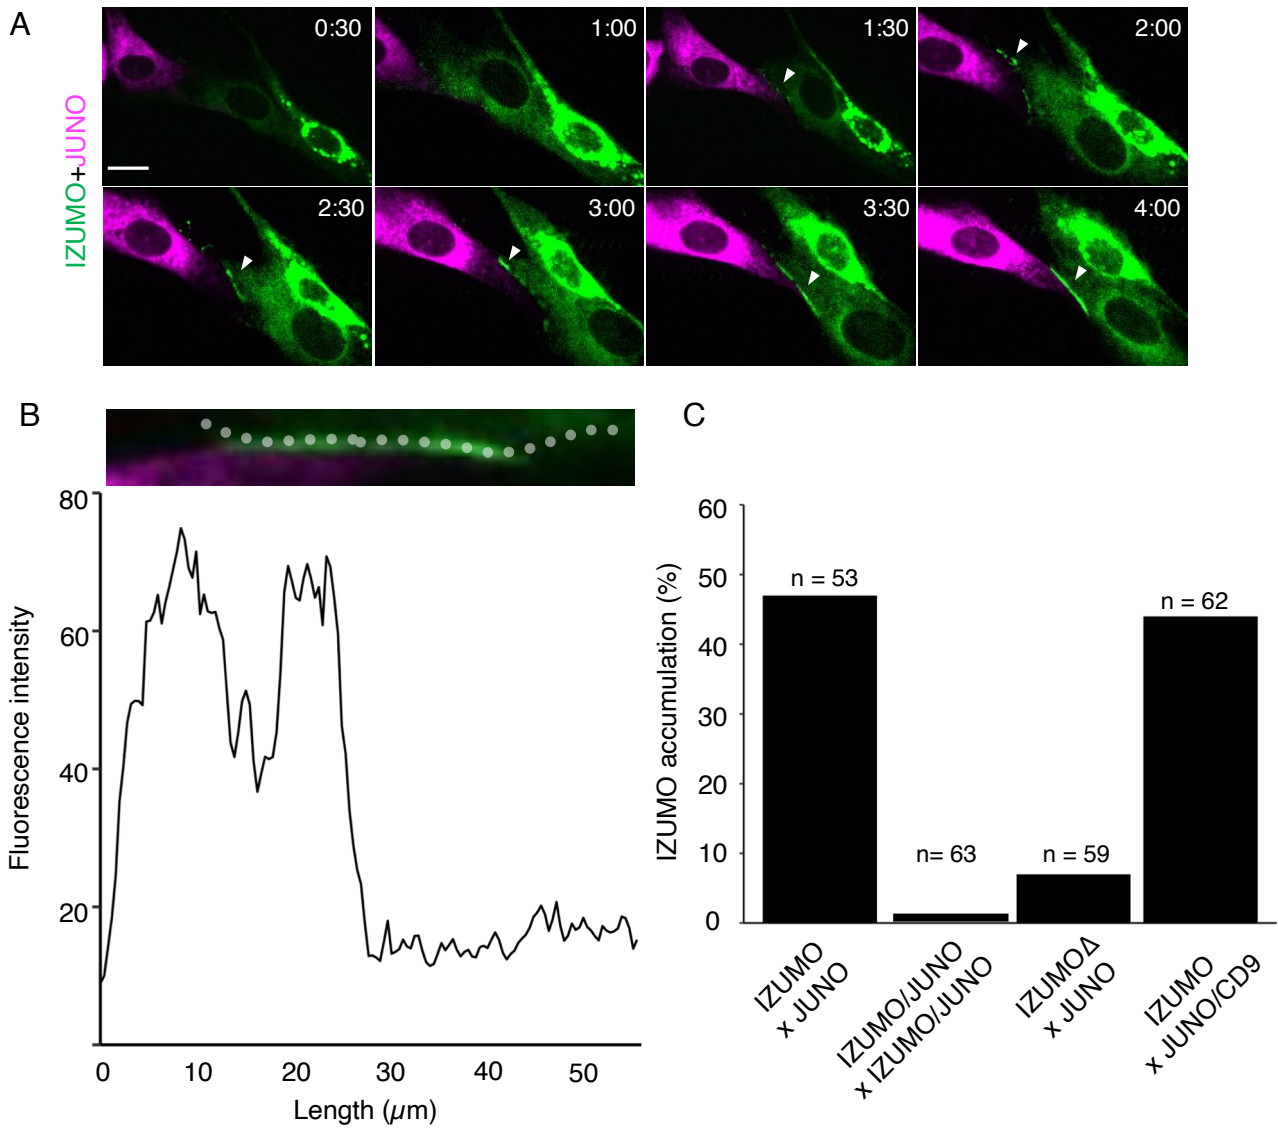 A
IZUMO+JUNO
0:30
1:00
1:30
2:00
2:30
3:00
3:30
4:00
B
80
60
40
20
Fluorescence intensity
0 10 20 30 40 50
Length (µm)
C
60
50
40
30
20
10
0
IZUMO accumulation (%)
n = 53
n= 63
n = 59
n = 62
IZUMO
x JUNO
IZUMO/JUNO
x IZUMO/JUNO
IZUMOΔ
x JUNO
IZUMO
x JUNO/CD9